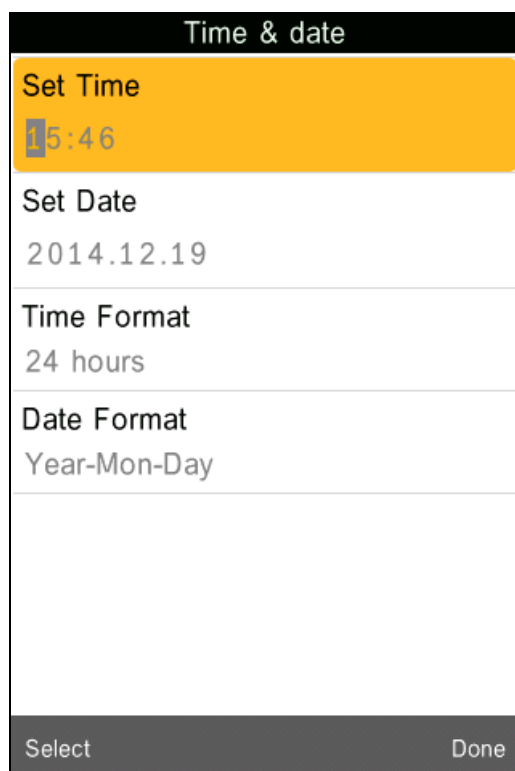 Time & date
Set Time
15:46
Set Date
2014.12.19
Time Format
24 hours
Date Format
Year-Mon-Day
Select Done